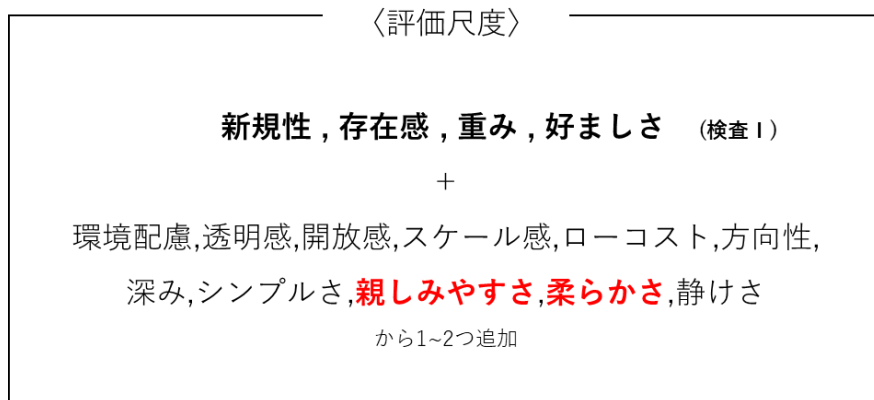 〈評価尺度〉
新規性 , 存在感 , 重み , 好ましさ (検査Ⅰ)
+
環境配慮,透明感,開放感,スケール感,ローコスト,方向性,
深み,シンプルさ,親しみやすさ,柔らかさ,静けさ
から1~2つ追加